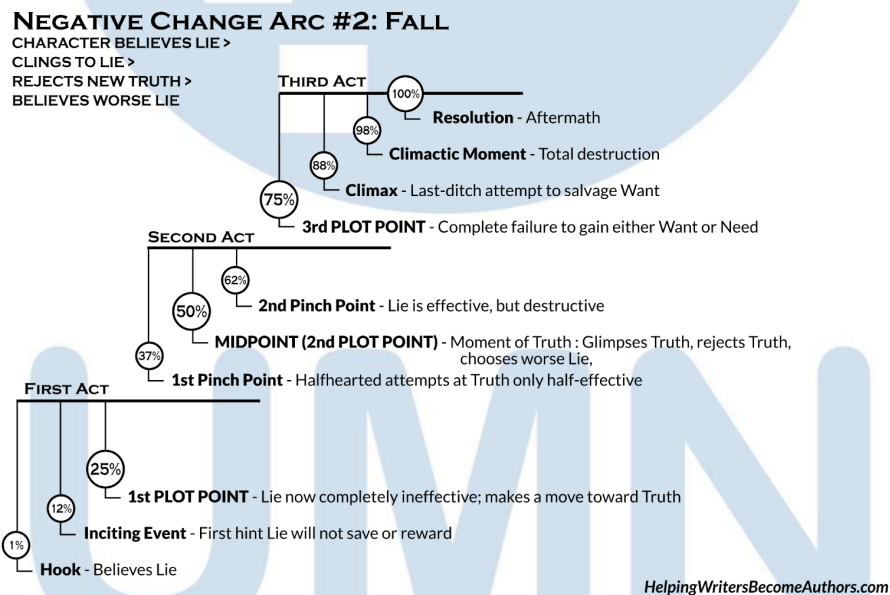 NEGATIVE CHANGE ARC #2: FALL
CHARACTER BELIEVES LIE >
CLINGS TO LIE >
REJECTS NEW TRUTH >
BELIEVES WORSE LIE
THIRD ACT
100%
Resolution - Aftermath
98%
Climactic Moment - Total destruction
88%
Climax - Last-ditch attempt to salvage Want
75%
3rd PLOT POINT - Complete failure to gain either Want or Need
SECOND ACT
62%
2nd Pinch Point - Lie is effective, but destructive
50%
MIDPOINT (2nd PLOT POINT) - Moment of Truth : Glimpses Truth, rejects Truth,
chooses worse Lie,
37%
1st Pinch Point - Halfhearted attempts at Truth only half-effective
FIRST ACT
25%
1st PLOT POINT - Lie now completely ineffective; makes a move toward Truth
12%
Inciting Event - First hint Lie will not save or reward
1%
Hook - Believes Lie
HelpingWritersBecomeAuthors.com
UMN